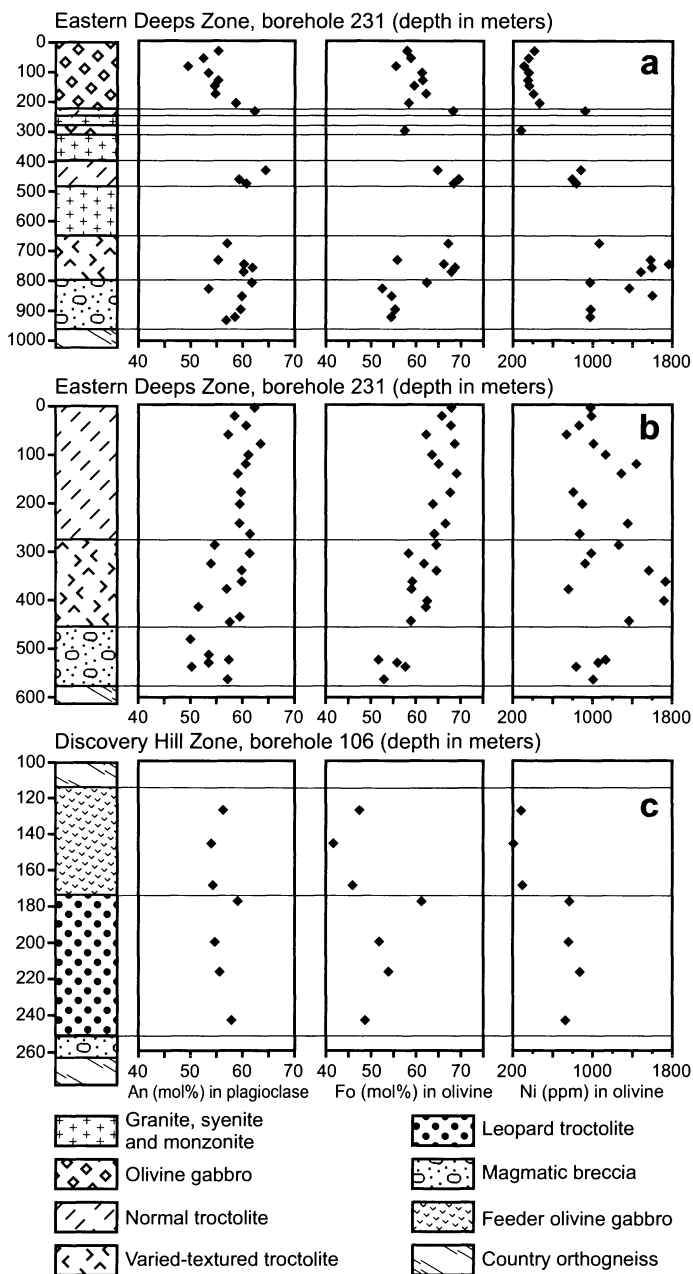 Eastern Deeps Zone, borehole 231 (depth in meters)
0
100
200
300
400
500
600
700
800
900
1000
a
40 50 60 70
40 50 60 70
200 1000 1800
Eastern Deeps Zone, borehole 231 (depth in meters)
0
100
200
300
400
500
600
b
40 50 60 70
40 50 60 70
200 1000 1800
Discovery Hill Zone, borehole 106 (depth in meters)
100
120
140
160
180
200
220
240
260
c
40 50 60 70
40 50 60 70
200 1000 1800
An (mol%) in plagioclase
Fo (mol%) in olivine
Ni (ppm) in olivine
Granite, syenite
and monzonite
Olivine gabbro
Normal troctolite
Varied-textured troctolite
Leopard troctolite
Magmatic breccia
Feeder olivine gabbro
Country orthogneiss